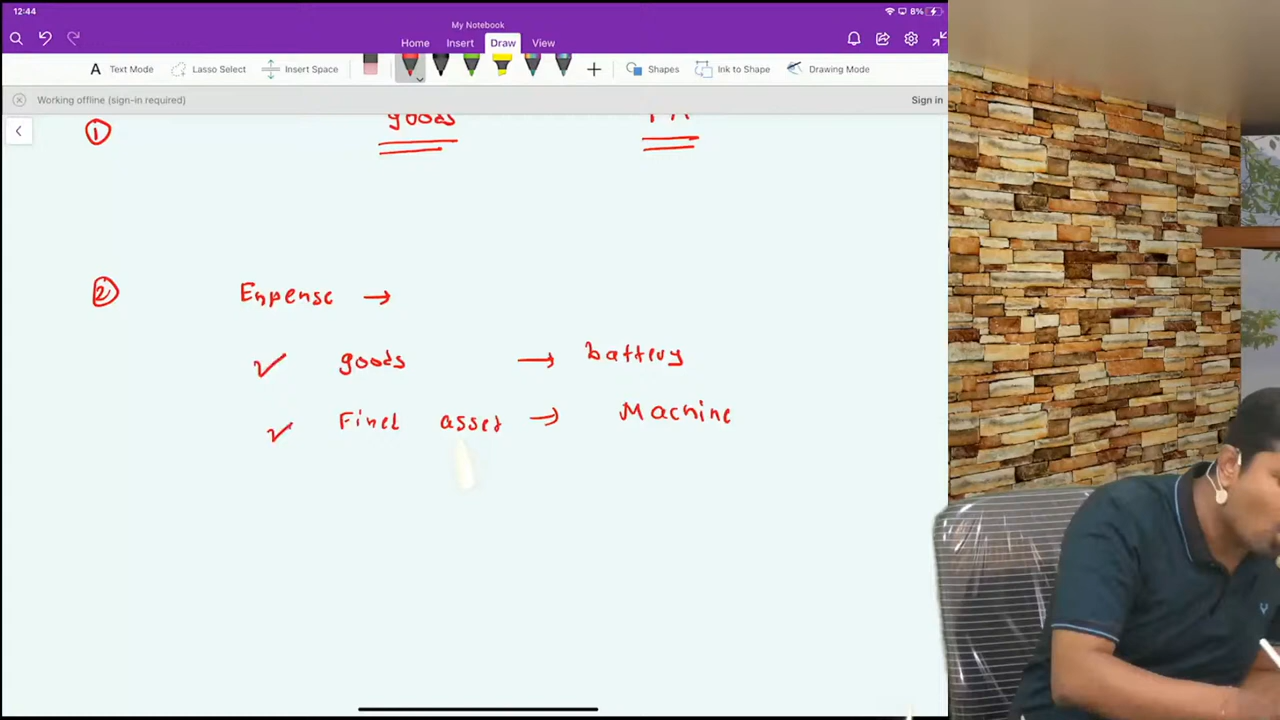 12:44
8%
My Notebook
Home Insert Draw View
Text Mode Lasso Select Insert Space Shapes Ink to Shape Drawing Mode
Working offline (sign-in required) Sign in
1 goods
2 Expense →
✓ goods → battery
✓ Fixed asset → Machine